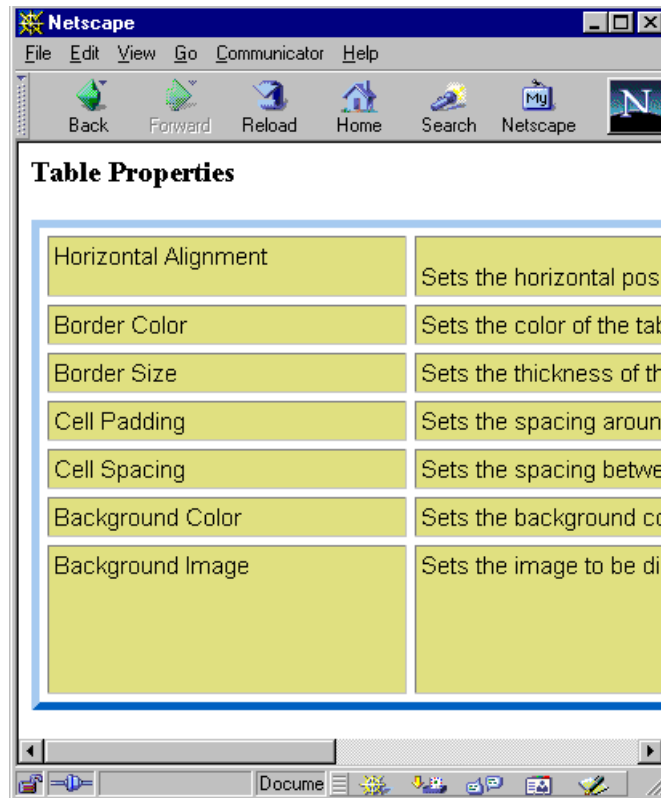 Netscape
File Edit View Go Communicator Help
Back Forward Reload Home Search Netscape
My
N
Table Properties
Horizontal Alignment
Sets the horizontal pos
Border Color Sets the color of the tab
Border Size Sets the thickness of th
Cell Padding Sets the spacing aroun
Cell Spacing Sets the spacing betwe
Background Color Sets the background co
Background Image Sets the image to be di
Docume